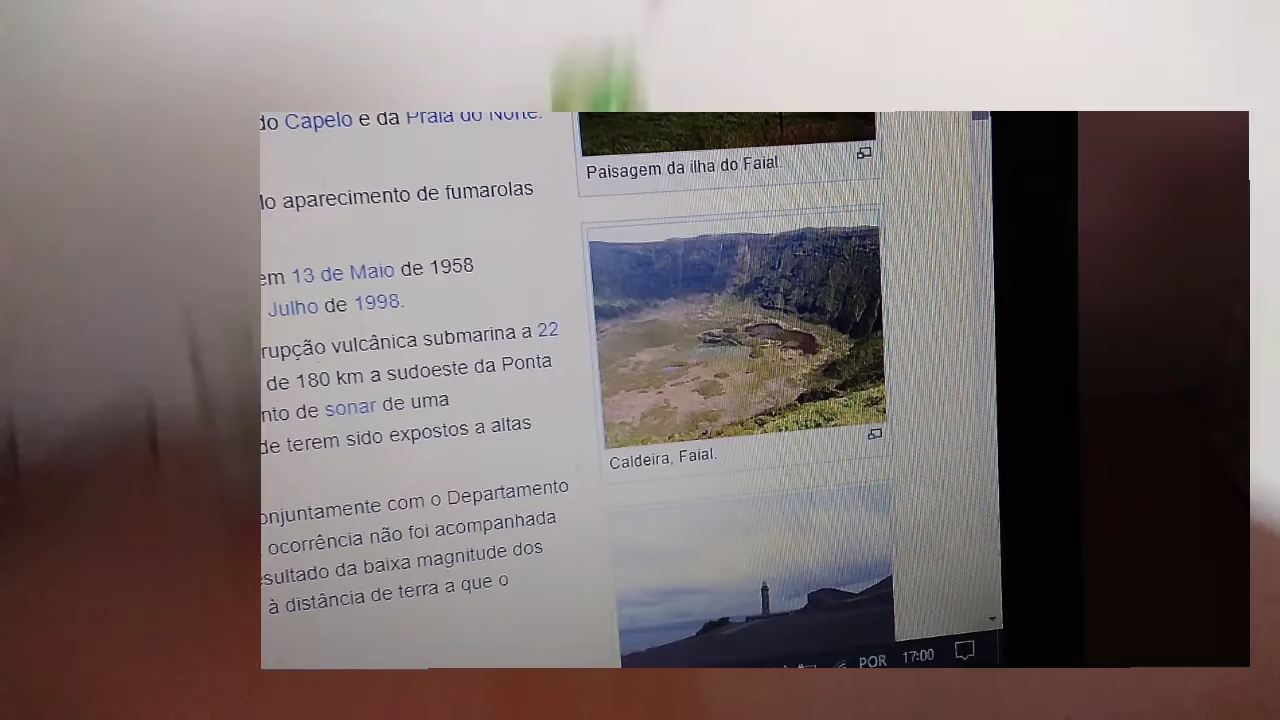 do Capelo e da Praia do Norte.
lo aparecimento de fumarolas
em 13 de Maio de 1958
Julho de 1998.
rupção vulcânica submarina a 22
de 180 km a sudoeste da Ponta
nto de sonar de uma
de terem sido expostos a altas
onjuntamente com o Departamento
ocorrência não foi acompanhada
sultado da baixa magnitude dos
à distância de terra a que o
Paisagem da ilha do Faial.
Caldeira, Faial.
POR 17:00